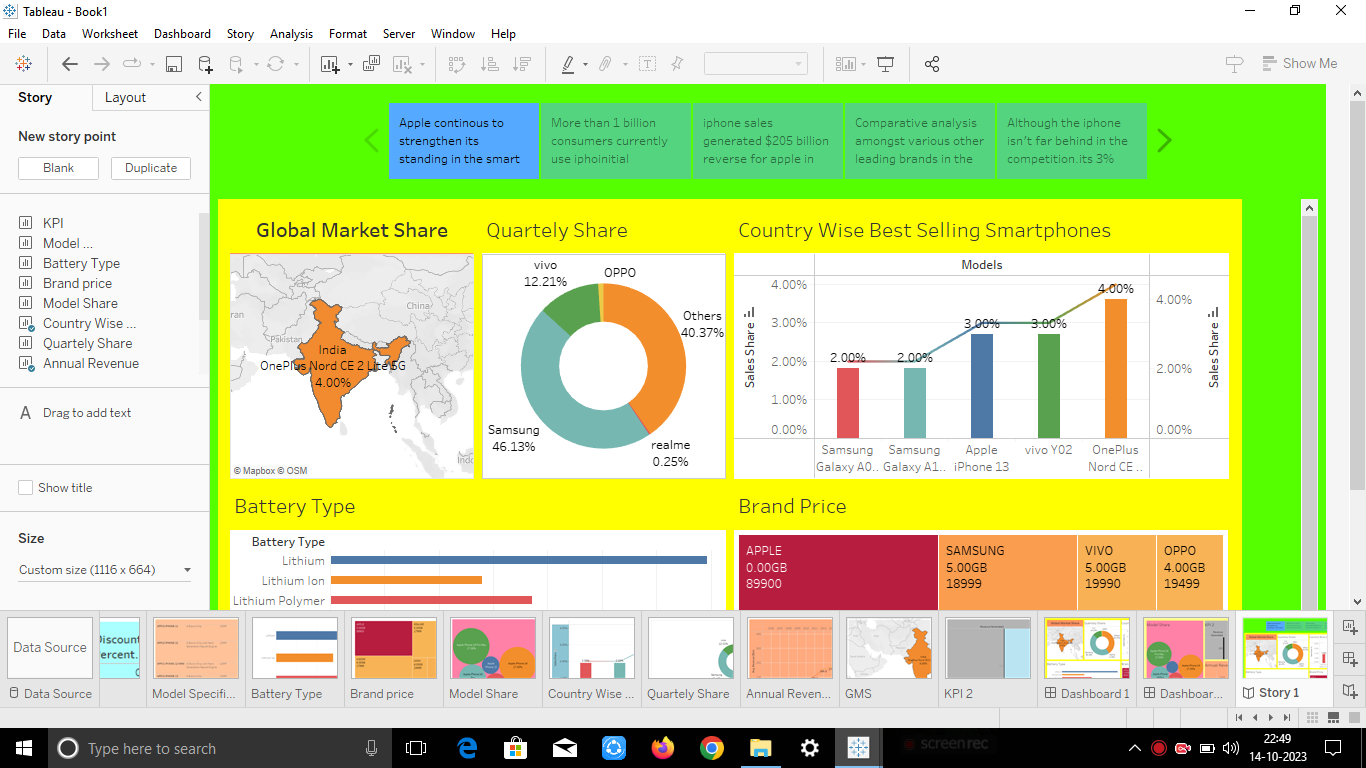 Tableau - Book1
File Data Worksheet Dashboard Story Analysis Format Server Window Help
Show Me
Story Layout
New story point
Blank Duplicate
KPI
Model ...
Battery Type
Brand price
Model Share
Country Wise ...
Quartely Share
Annual Revenue
A Drag to add text
Show title
Size
Custom size (1116 x 664)
Apple continous to
strengthen its
standing in the smart
More than 1 billion
consumers currently
use iphoinitial
iphone sales
generated $205 billion
reverse for apple in
Comparative analysis
amongst various other
leading brands in the
Although the iphone
isn't far behind in the
competition.its 3%
Global Market Share
China
Pakistan
India
OnePlus Nord CE 2 Lite 5G
4.00%
© Mapbox © OSM
Quartely Share
vivo
12.21%
OPPO
Others
40.37%
Samsung
46.13%
realme
0.25%
Country Wise Best Selling Smartphones
Models
Sales Share
4.00%
3.00%
2.00%
1.00%
0.00%
2.00% 2.00% 3.00% 3.00% 4.00%
Samsung
Galaxy A0..
Samsung
Galaxy A1..
Apple
iPhone 13
vivo Y02
OnePlus
Nord CE ..
4.00%
2.00%
0.00%
Sales Share
Battery Type
Battery Type
Lithium
Lithium Ion
Lithium Polymer
Brand Price
APPLE
0.00GB
89900
SAMSUNG
5.00GB
18999
VIVO
5.00GB
19990
OPPO
4.00GB
19499
Data Source
Data Source
Discount
Model Specifi...
Battery Type
Brand price
Model Share
Country Wise ...
Quartely Share
Annual Reven...
GMS
KPI 2
Dashboard 1
Dashboar...
Story 1
Type here to search
screenrec
22:49
14-10-2023